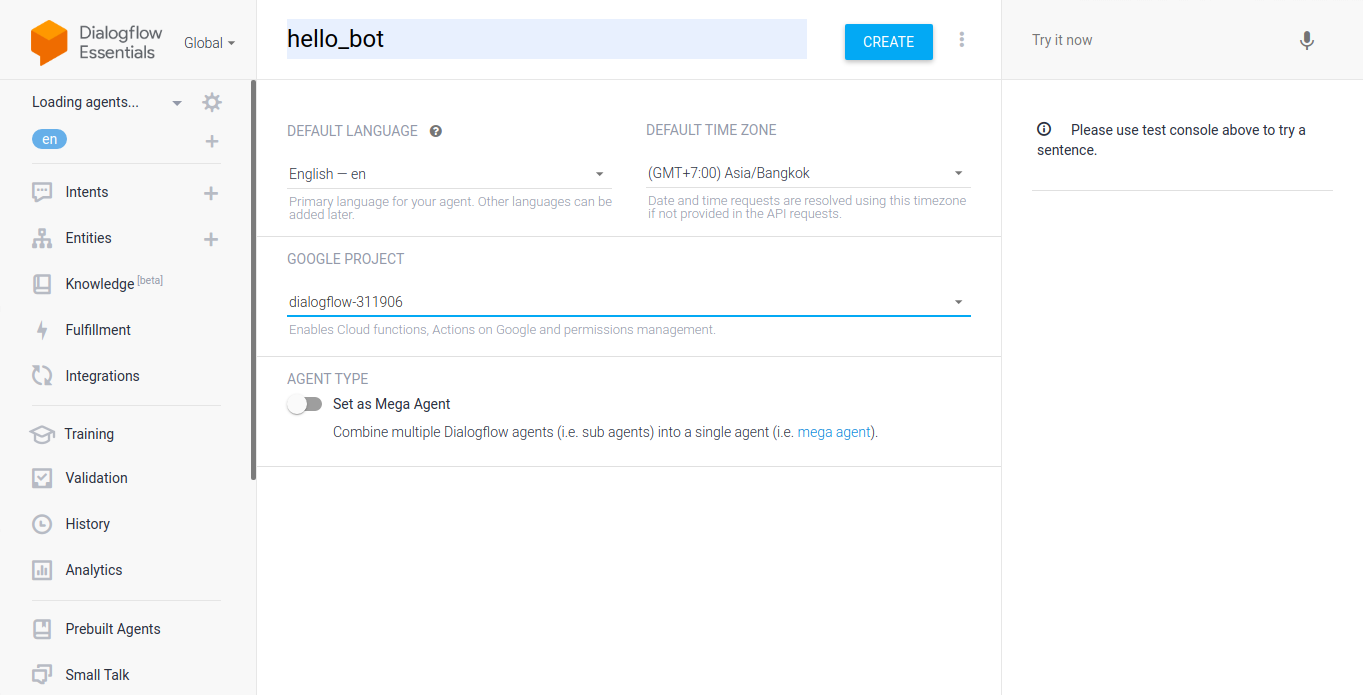 Dialogflow
Essentials
Global
Loading agents...
en
Intents
Entities
Knowledge [beta]
Fulfillment
Integrations
Training
Validation
History
Analytics
Prebuilt Agents
Small Talk
hello_bot
CREATE
DEFAULT LANGUAGE
English — en
Primary language for your agent. Other languages can be
added later.
DEFAULT TIME ZONE
(GMT+7:00) Asia/Bangkok
Date and time requests are resolved using this timezone
if not provided in the API requests.
GOOGLE PROJECT
dialogflow-311906
Enables Cloud functions, Actions on Google and permissions management.
AGENT TYPE
Set as Mega Agent
Combine multiple Dialogflow agents (i.e. sub agents) into a single agent (i.e. mega agent).
Try it now
Please use test console above to try a
sentence.